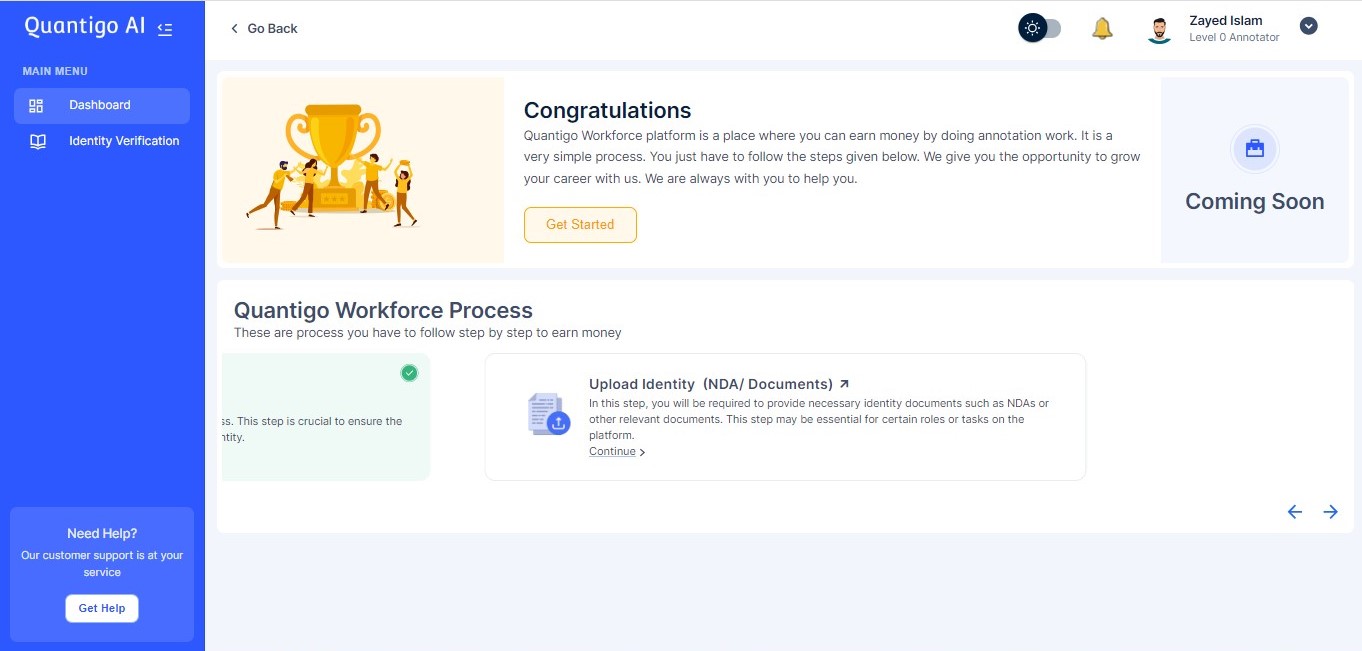 Quantigo AI
MAIN MENU
Dashboard
Identity Verification
Need Help?
Our customer support is at your
service
Get Help
Go Back
Zayed Islam
Level 0 Annotator
Congratulations
Quantigo Workforce platform is a place where you can earn money by doing annotation work. It is a
very simple process. You just have to follow the steps given below. We give you the opportunity to grow
your career with us. We are always with you to help you.
Get Started
Coming Soon
Quantigo Workforce Process
These are process you have to follow step by step to earn money
ss. This step is crucial to ensure the
ntity.
Upload Identity (NDA/ Documents)
In this step, you will be required to provide necessary identity documents such as NDAs or
other relevant documents. This step may be essential for certain roles or tasks on the
platform.
Continue